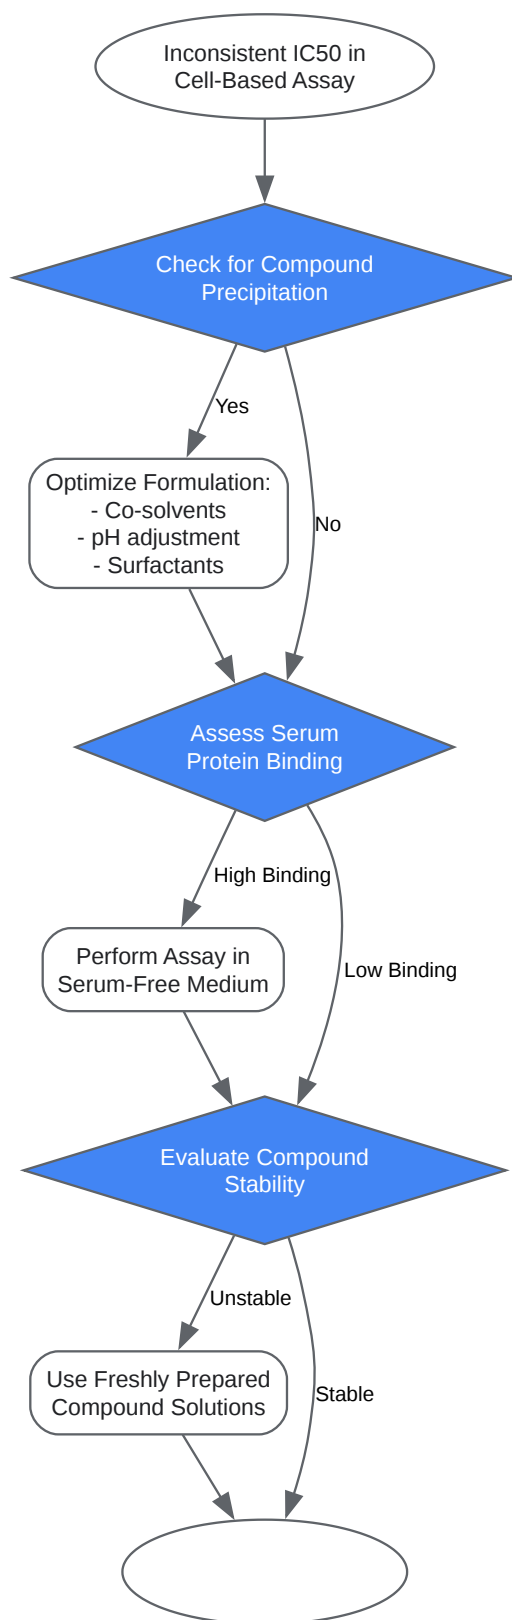 Inconsistent IC50 in
Cell-Based Assay
Check for Compound
Precipitation
Yes
Optimize Formulation:
- Co-solvents
- pH adjustment
- Surfactants
No
Assess Serum
Protein Binding
High Binding
Perform Assay in
Serum-Free Medium
Low Binding
Evaluate Compound
Stability
Unstable
Use Freshly Prepared
Compound Solutions
Stable